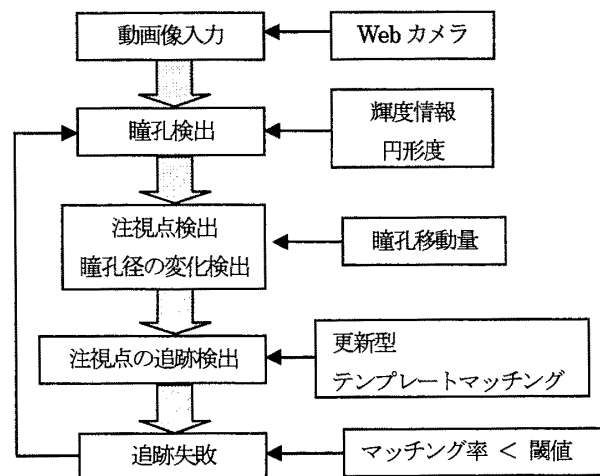 動画像入力
Web カメラ
瞳孔検出
輝度情報
円形度
注視点検出
瞳孔径の変化検出
瞳孔移動量
注視点の追跡検出
更新型
テンプレートマッチング
追跡失敗
マッチング率 < 閾値